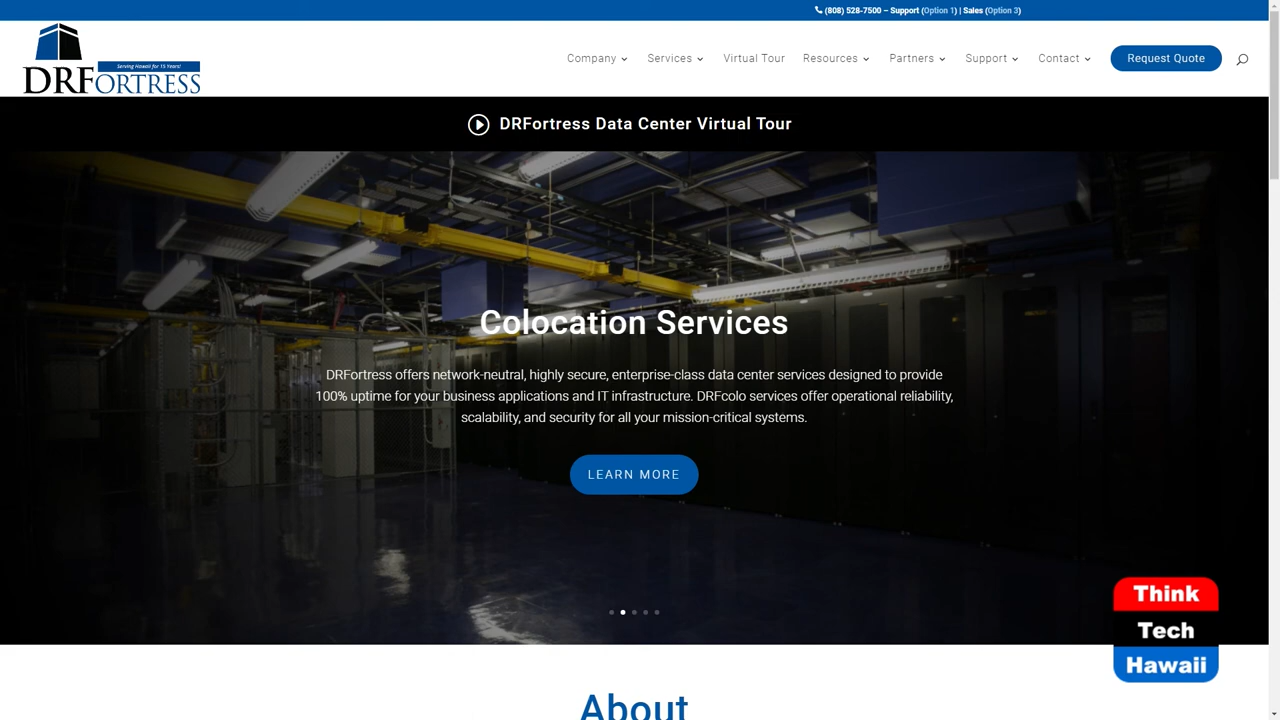 (808) 528-7500 – Support (Option 1) | Sales (Option 3)
Serving Hawaii for 15 Years!
DRFORTRESS
Company
Services
Virtual Tour
Resources
Partners
Support
Contact
Request Quote
DRFortress Data Center Virtual Tour
Colocation Services
DRFortress offers network-neutral, highly secure, enterprise-class data center services designed to provide
100% uptime for your business applications and IT infrastructure. DRFcolo services offer operational reliability,
scalability, and security for all your mission-critical systems.
LEARN MORE
Think
Tech
Hawaii
About